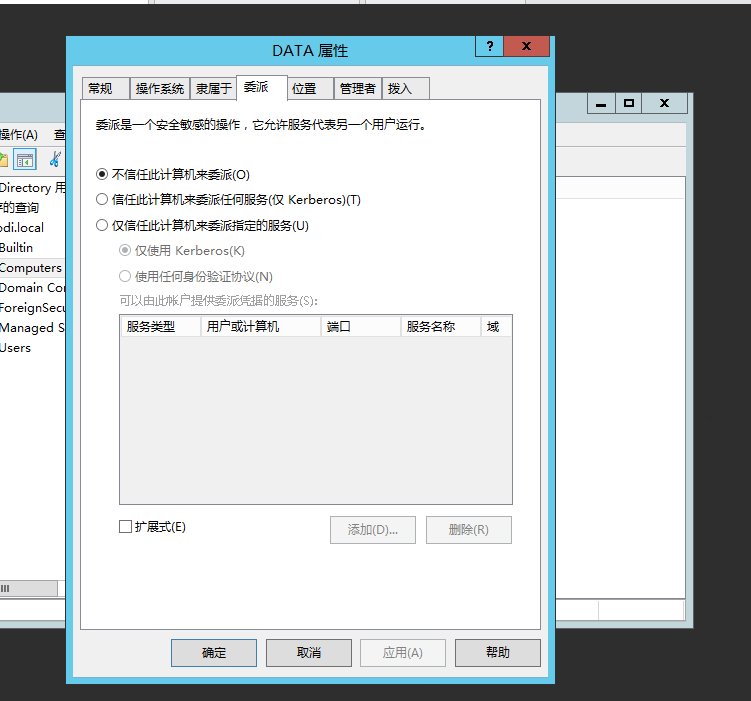 DATA 属性
? x
常规 操作系统 隶属于 委派 位置 管理者 拨入
委派是一个安全敏感的操作，它允许服务代表另一个用户运行。
不信任此计算机来委派(O)
信任此计算机来委派任何服务(仅 Kerberos)(T)
仅信任此计算机来委派指定的服务(U)
仅使用 Kerberos(K)
使用任何身份验证协议(N)
可以由此帐户提供委派凭据的服务(S):
服务类型 用户或计算机 端口 服务名称 域
扩展式(E)
添加(D)... 删除(R)
确定 取消 应用(A) 帮助
操作(A) 查
Directory 用
的查询
odi.local
Builtin
Computers
Domain Co
ForeignSecu
Managed S
Users